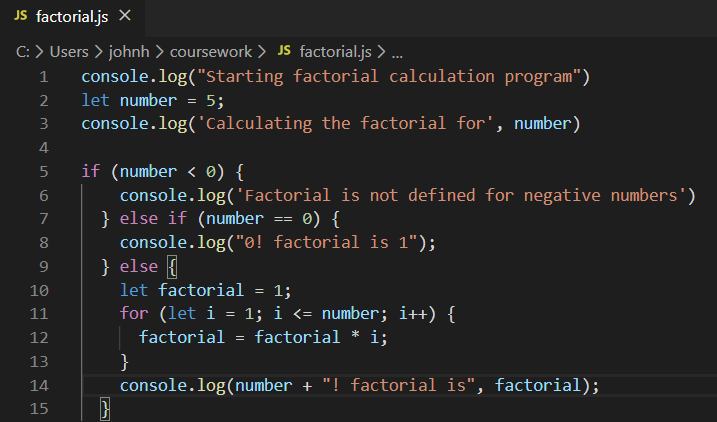 JS factorial.js ×
C: > Users > johnh > coursework > JS factorial.js > ...
1 console.log("Starting factorial calculation program")
2 let number = 5;
3 console.log('Calculating the factorial for', number)
4
5 if (number < 0) {
6     console.log('Factorial is not defined for negative numbers')
7   } else if (number == 0) {
8     console.log("0! factorial is 1");
9   } else {
10     let factorial = 1;
11     for (let i = 1; i <= number; i++) {
12       factorial = factorial * i;
13     }
14     console.log(number + "! factorial is", factorial);
15   }